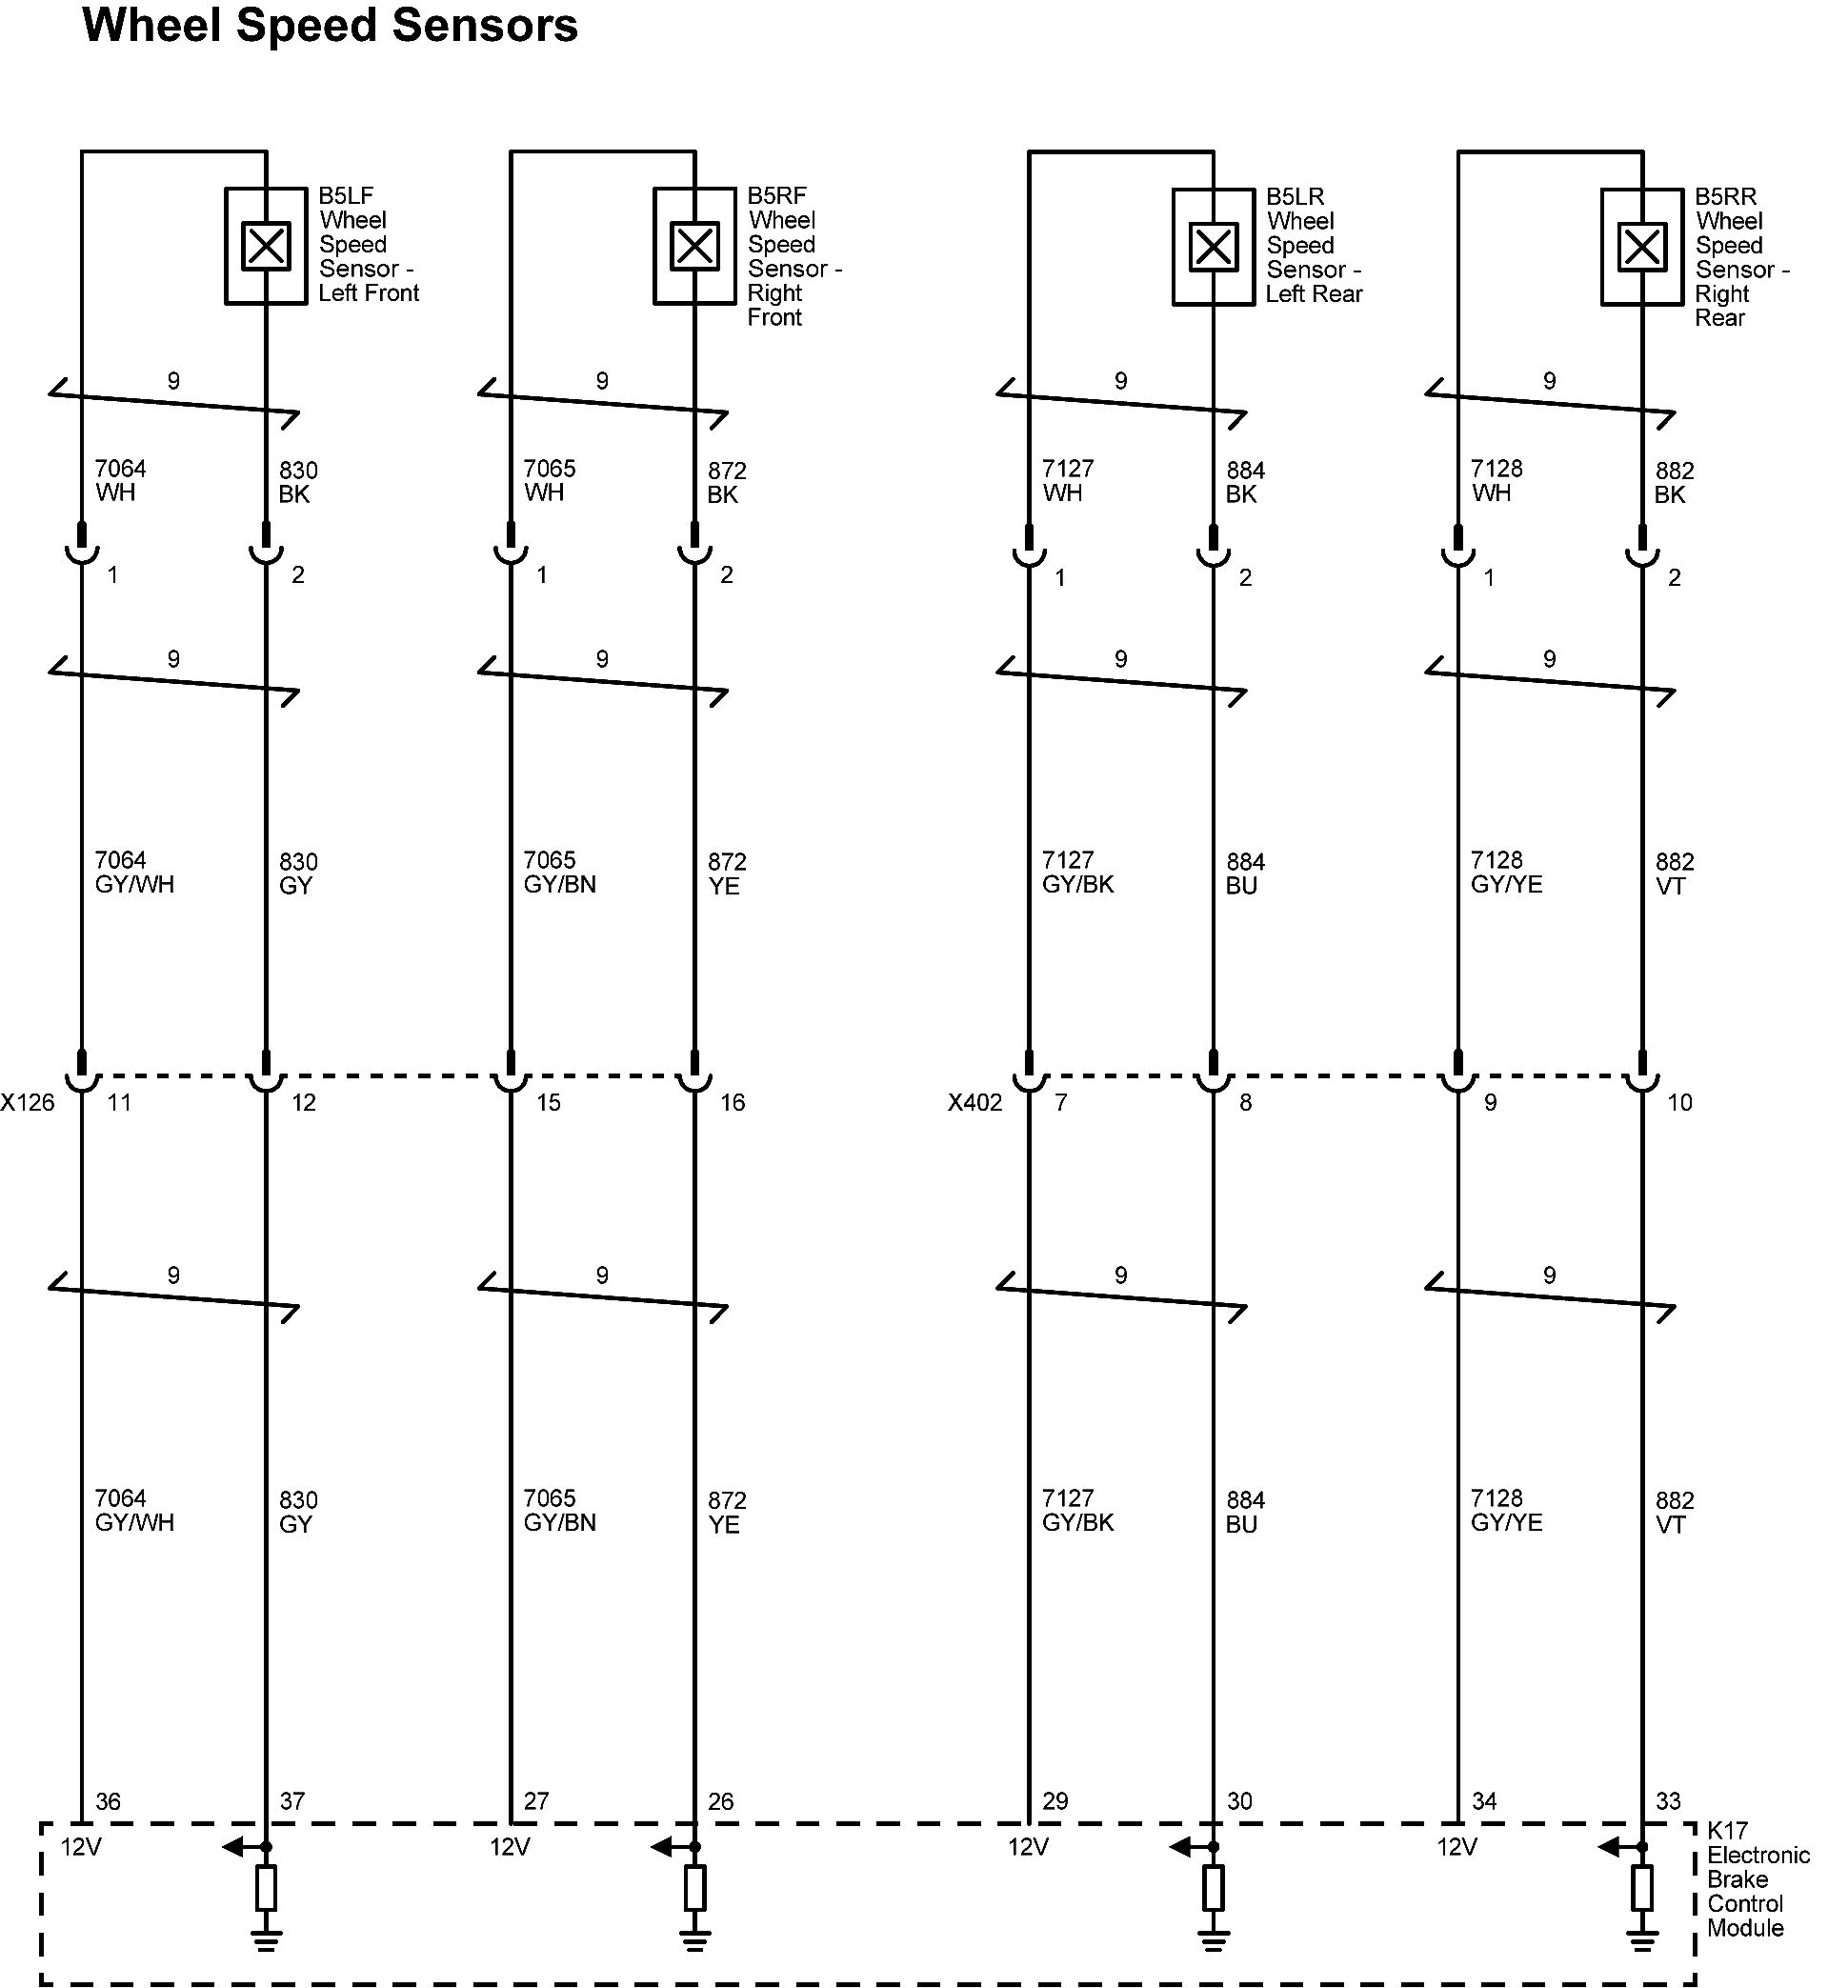 Wheel Speed Sensors
B5LF
Wheel
Speed
Sensor -
Left Front
B5RF
Wheel
Speed
Sensor -
Right
Front
B5LR
Wheel
Speed
Sensor -
Left Rear
B5RR
Wheel
Speed
Sensor -
Right
Rear
9 9 9 9
7064 830 7065 872 7127 884 7128 882
WH BK WH BK WH BK WH BK
1 2 1 2 1 2 1 2
9 9 9 9
7064 830 7065 872 7127 884 7128 882
GY/WH GY GY/BN YE GY/BK BU GY/YE VT
X126 11 12 15 16 X402 7 8 9 10
9 9 9 9
7064 830 7065 872 7127 884 7128 882
GY/WH GY GY/BN YE GY/BK BU GY/YE VT
36 37 27 26 29 30 34 33
12V 12V 12V 12V
K17
Electronic
Brake
Control
Module